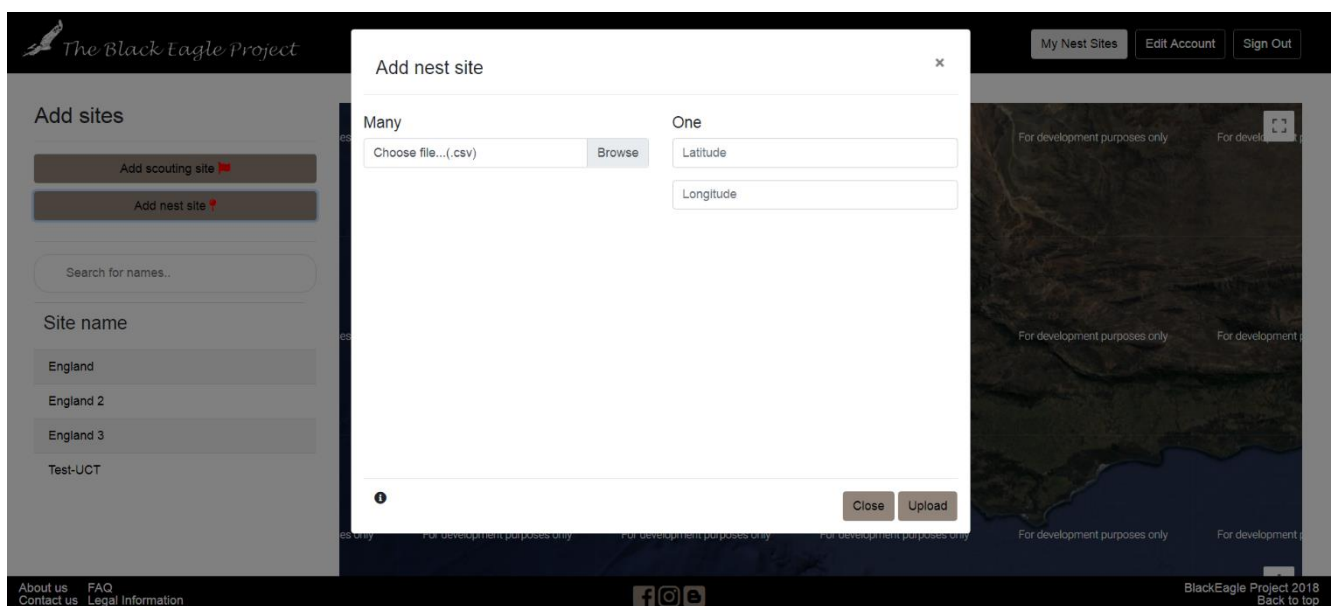 The Black Eagle Project
My Nest Sites
Edit Account
Sign Out
Add sites
Add scouting site
Add nest site
Search for names..
Site name
England
England 2
England 3
Test-UCT
Add nest site
×
Many
Choose file...(.csv)
Browse
One
Latitude
Longitude
Close
Upload
For development purposes only
For development purposes only
For development
For development purposes only
For development purposes only
For development purposes only
For development purposes only
For development
About us FAQ
Contact us Legal Information
BlackEagle Project 2018
Back to top